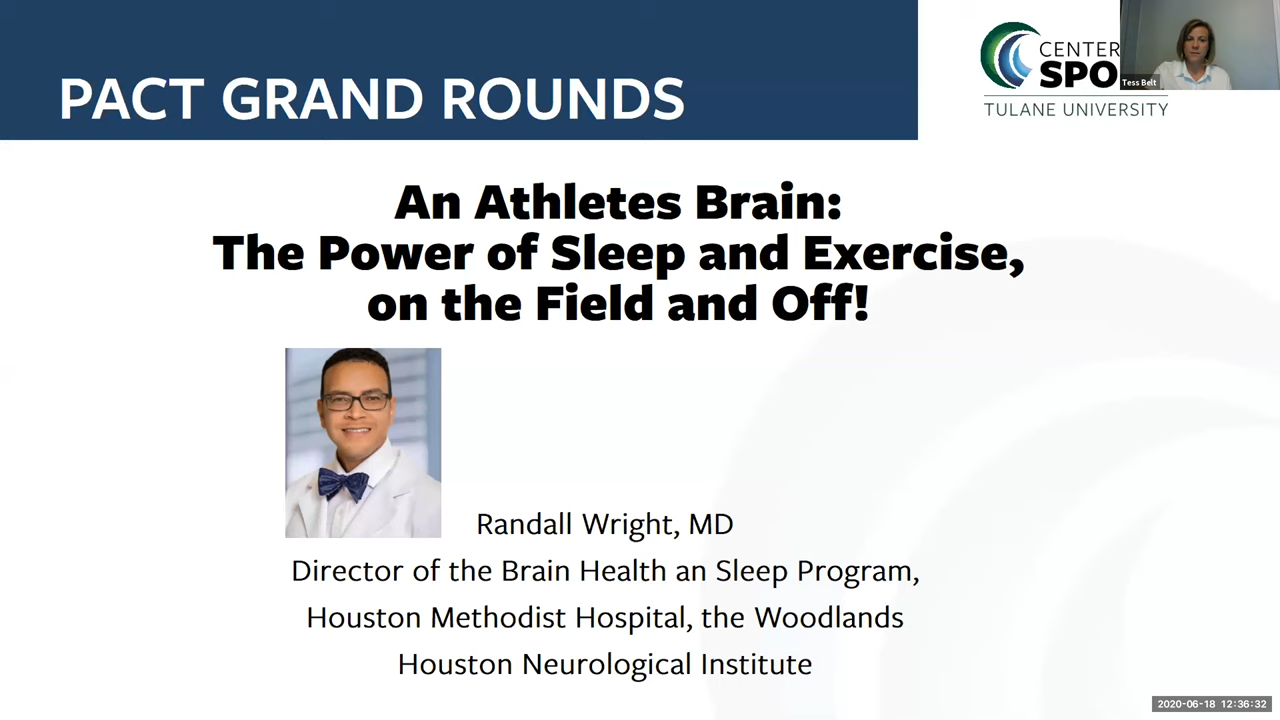 PACT GRAND ROUNDS
CENTER
SPO
TULANE UNIVERSITY
Tess Belt
An Athletes Brain:
The Power of Sleep and Exercise,
on the Field and Off!
Randall Wright, MD
Director of the Brain Health an Sleep Program,
Houston Methodist Hospital, the Woodlands
Houston Neurological Institute
2020-06-18 12:36:32